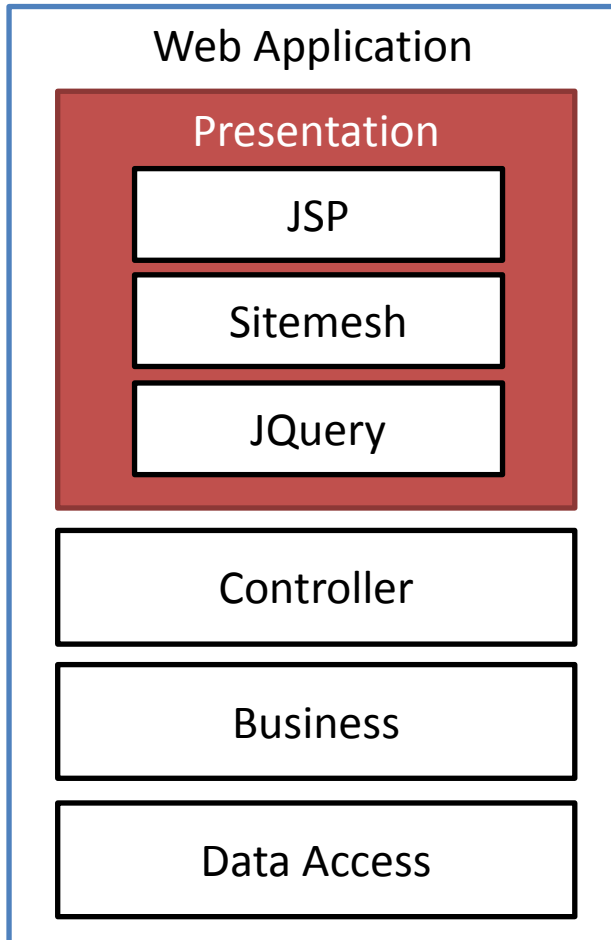 Web Application
Presentation
JSP
Sitemesh
JQuery
Controller
Business
Data Access